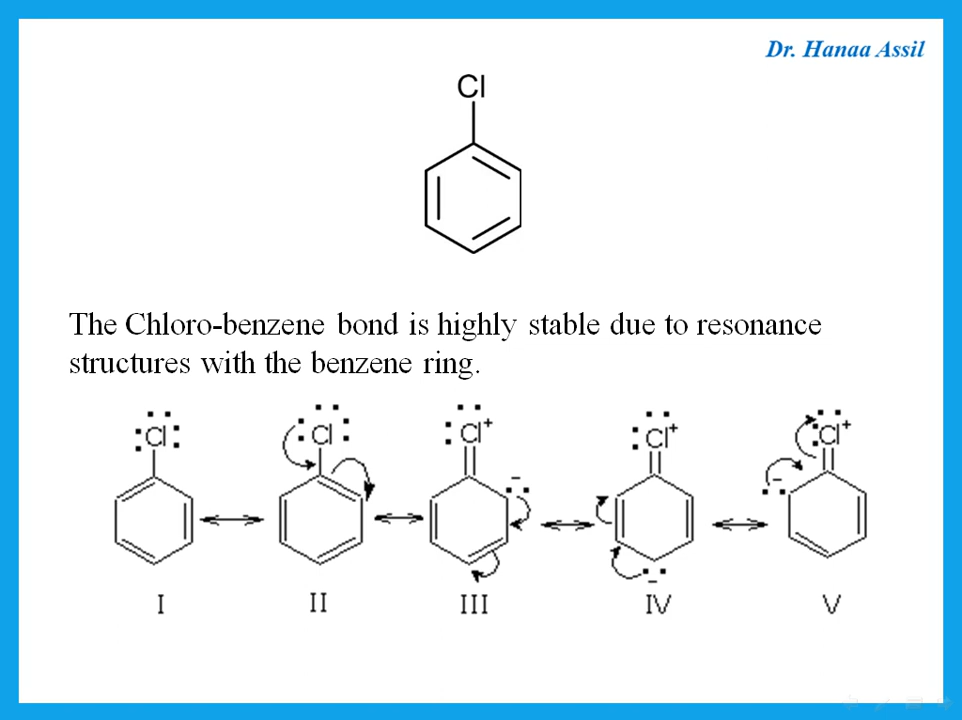 Dr. Hanaa Assil
Cl
The Chloro-benzene bond is highly stable due to resonance
structures with the benzene ring.
Cl Cl Cl+ Cl+ Cl+
I II III IV V